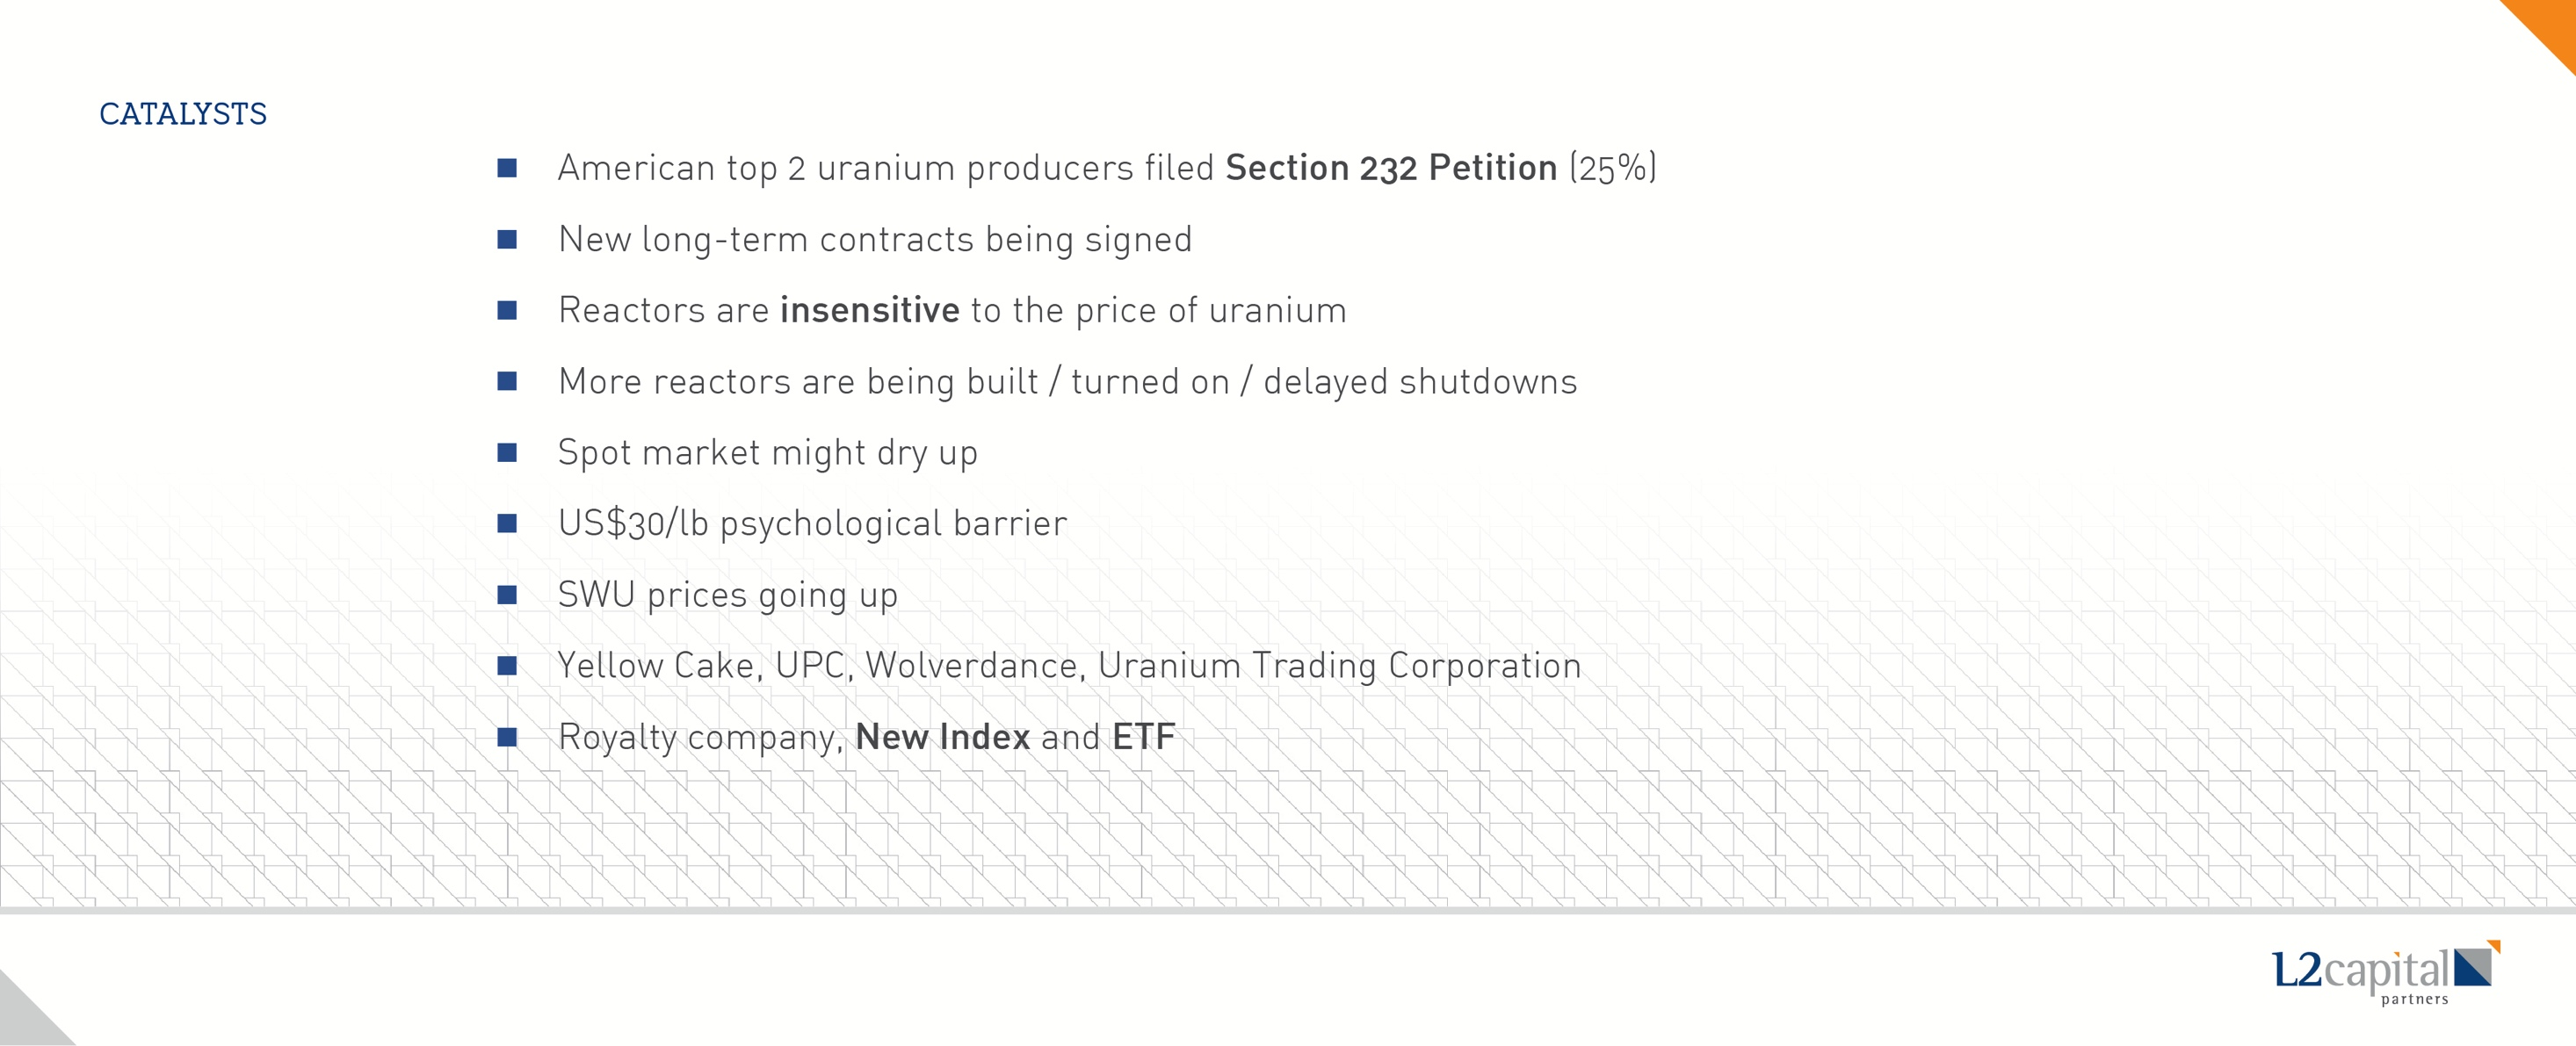 CATALYSTS
■ American top 2 uranium producers filed Section 232 Petition (25%)
■ New long-term contracts being signed
■ Reactors are insensitive to the price of uranium
■ More reactors are being built / turned on / delayed shutdowns
■ Spot market might dry up
■ US$30/lb psychological barrier
■ SWU prices going up
■ Yellow Cake, UPC, Wolverdance, Uranium Trading Corporation
■ Royalty company, New Index and ETF
L2capital
partners